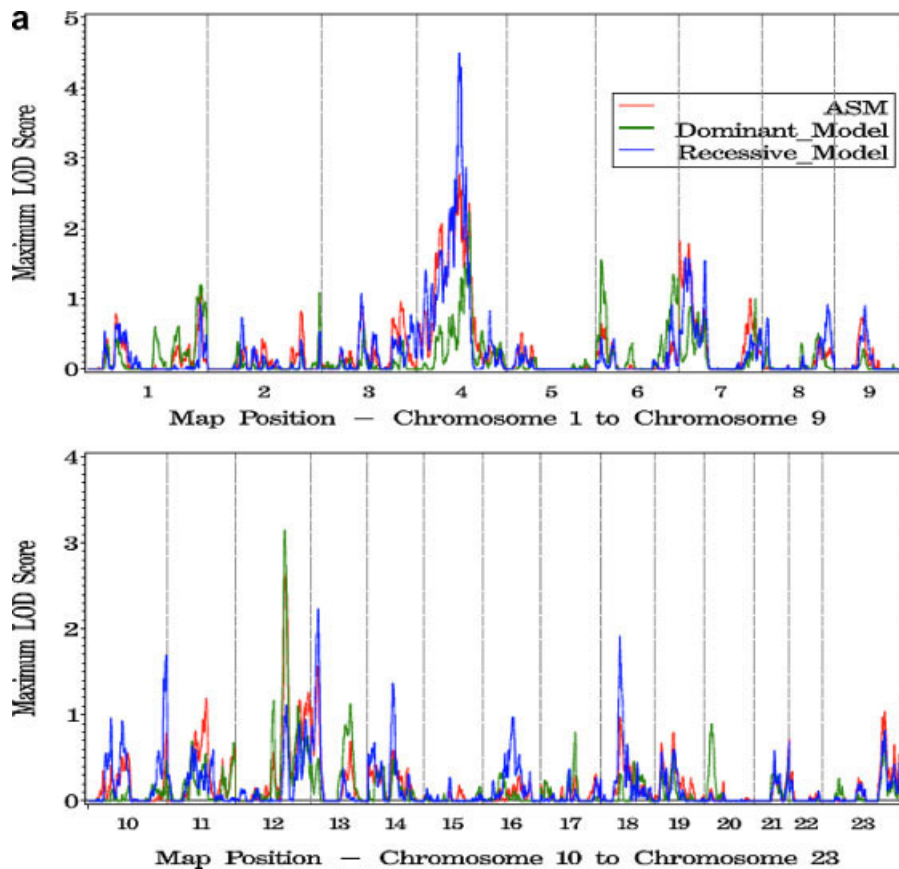 a
5
4
3
2
1
0
Maximum LOD Score
ASM
Dominant_Model
Recessive_Model
1 2 3 4 5 6 7 8 9
Map Position — Chromosome 1 to Chromosome 9
4
3
2
1
0
Maximum LOD Score
10 11 12 13 14 15 16 17 18 19 20 21 22 23
Map Position — Chromosome 10 to Chromosome 23